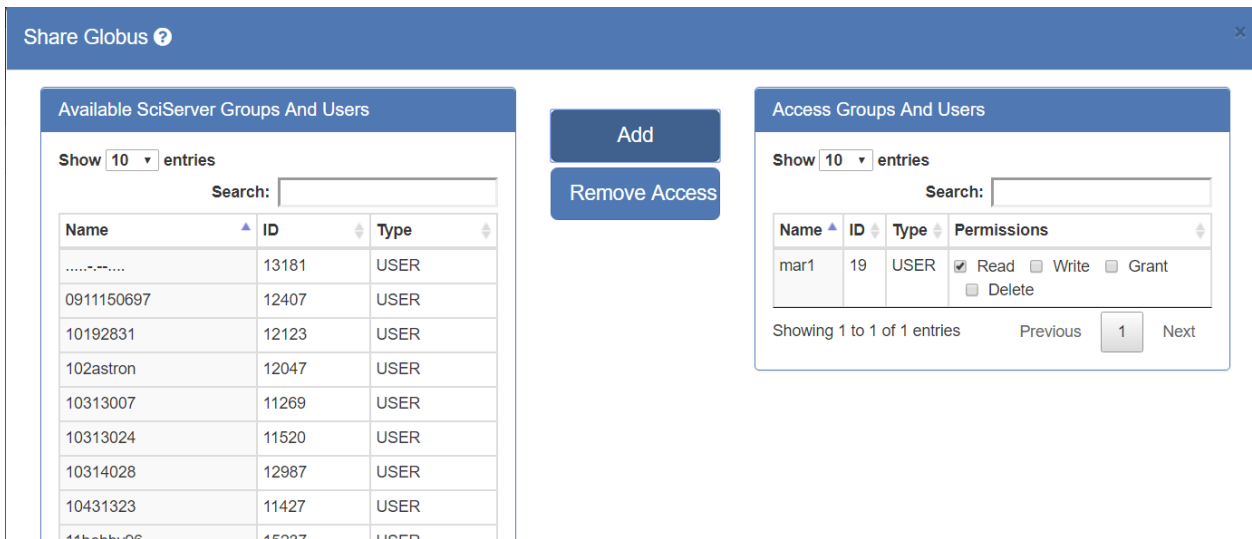 Share Globus ?
×
Available SciServer Groups And Users
Show 10 entries
Search:
Name ID Type
.....-.--.... 13181 USER
0911150697 12407 USER
10192831 12123 USER
102astron 12047 USER
10313007 11269 USER
10313024 11520 USER
10314028 12987 USER
10431323 11427 USER
Add
Remove Access
Access Groups And Users
Show 10 entries
Search:
Name ID Type Permissions
mar1 19 USER Read Write Grant
Delete
Showing 1 to 1 of 1 entries Previous 1 Next